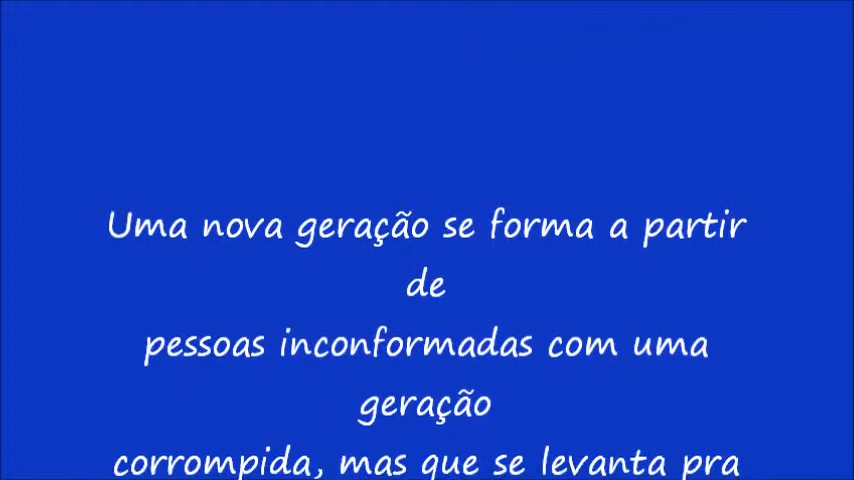 Uma nova geração se forma a partir
de
pessoas inconformadas com uma
geração
corrompida, mas que se levanta pra